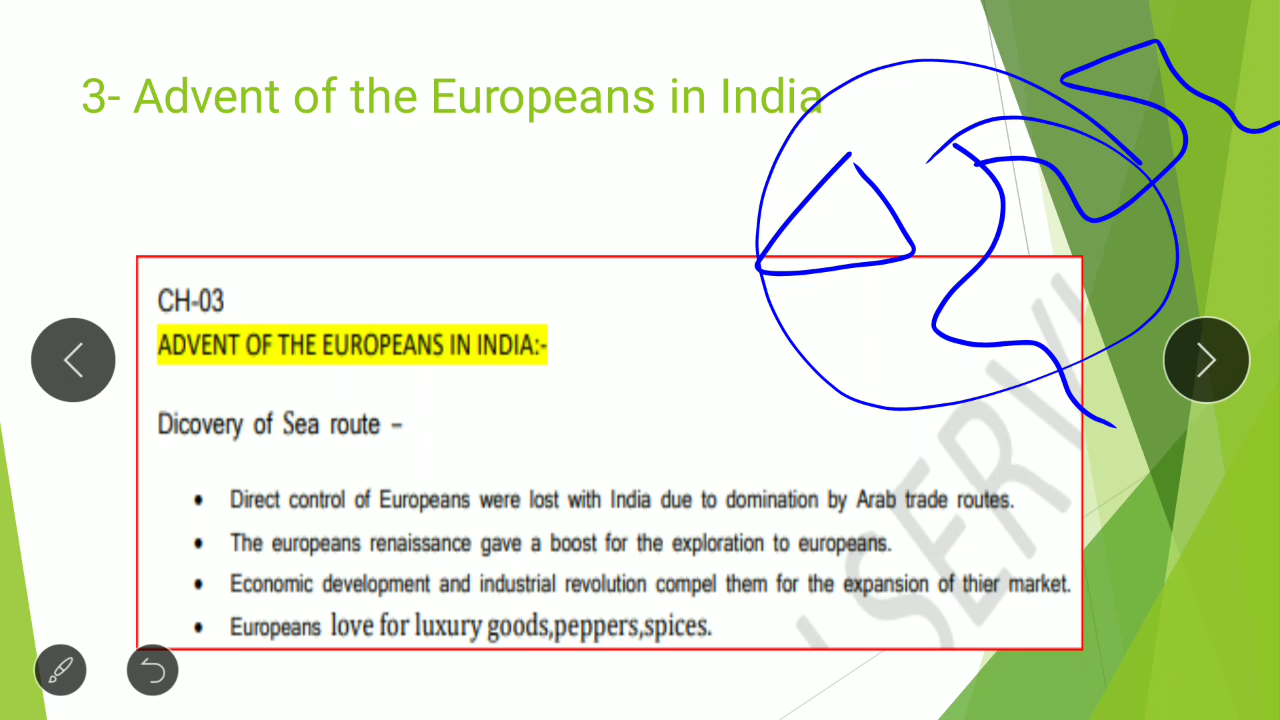 3- Advent of the Europeans in India
CH-03
ADVENT OF THE EUROPEANS IN INDIA:-
Dicovery of Sea route –
• Direct control of Europeans were lost with India due to domination by Arab trade routes.
• The europeans renaissance gave a boost for the exploration to europeans.
• Economic development and industrial revolution compel them for the expansion of thier market.
• Europeans love for luxury goods,peppers,spices.